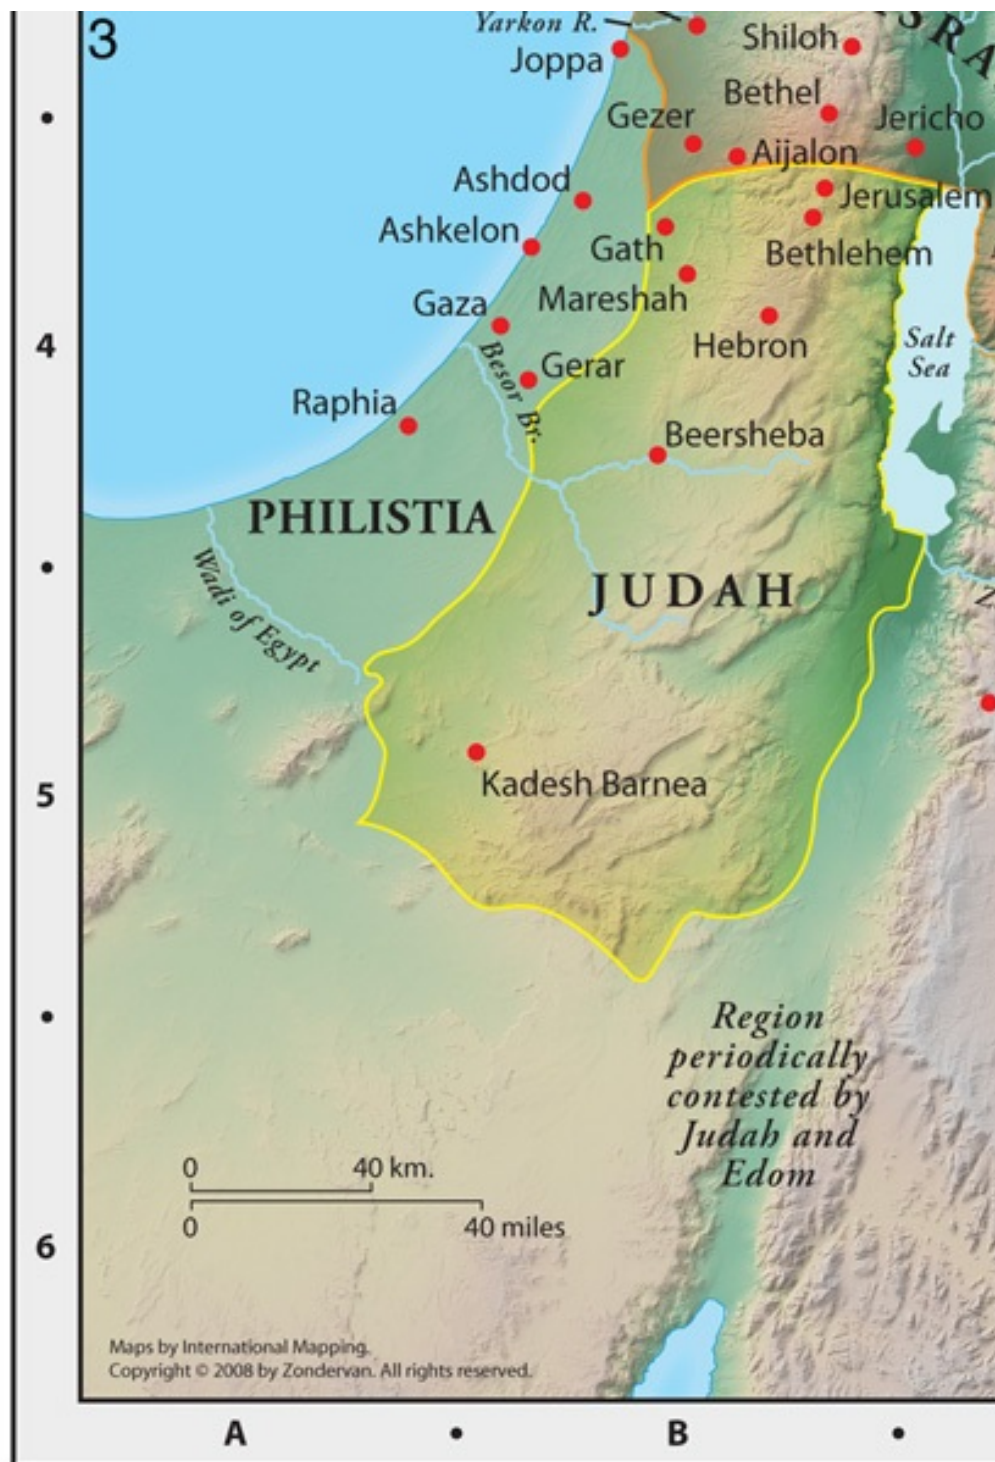 3
Yarkon R.
Joppa
Shiloh
Bethel
Gezer
Jericho
Aijalon
Ashdod
Jerusalem
Ashkelon
Gath
Bethlehem
Mareshah
Gaza
4
Salt
Sea
Hebron
Besor Br.
Gerar
Raphia
Beersheba
PHILISTIA
Wadi of Egypt
JUDAH
Kadesh Barnea
5
Region
periodically
contested by
Judah and
Edom
0 40 km.
0 40 miles
6
Maps by International Mapping.
Copyright © 2008 by Zondervan. All rights reserved.
A B